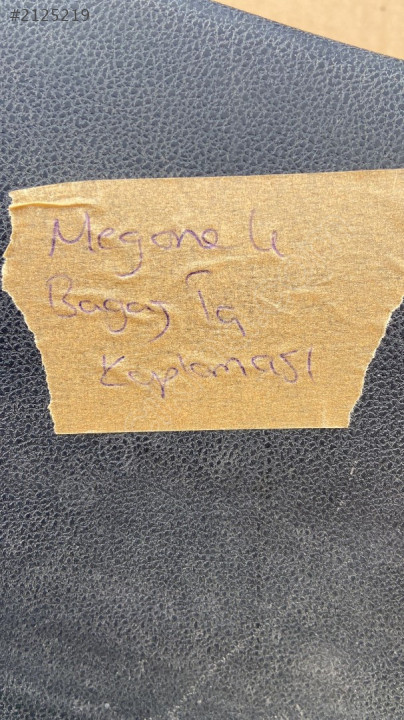 #2125219
Megane 4
Bagaj İç
Kaplaması